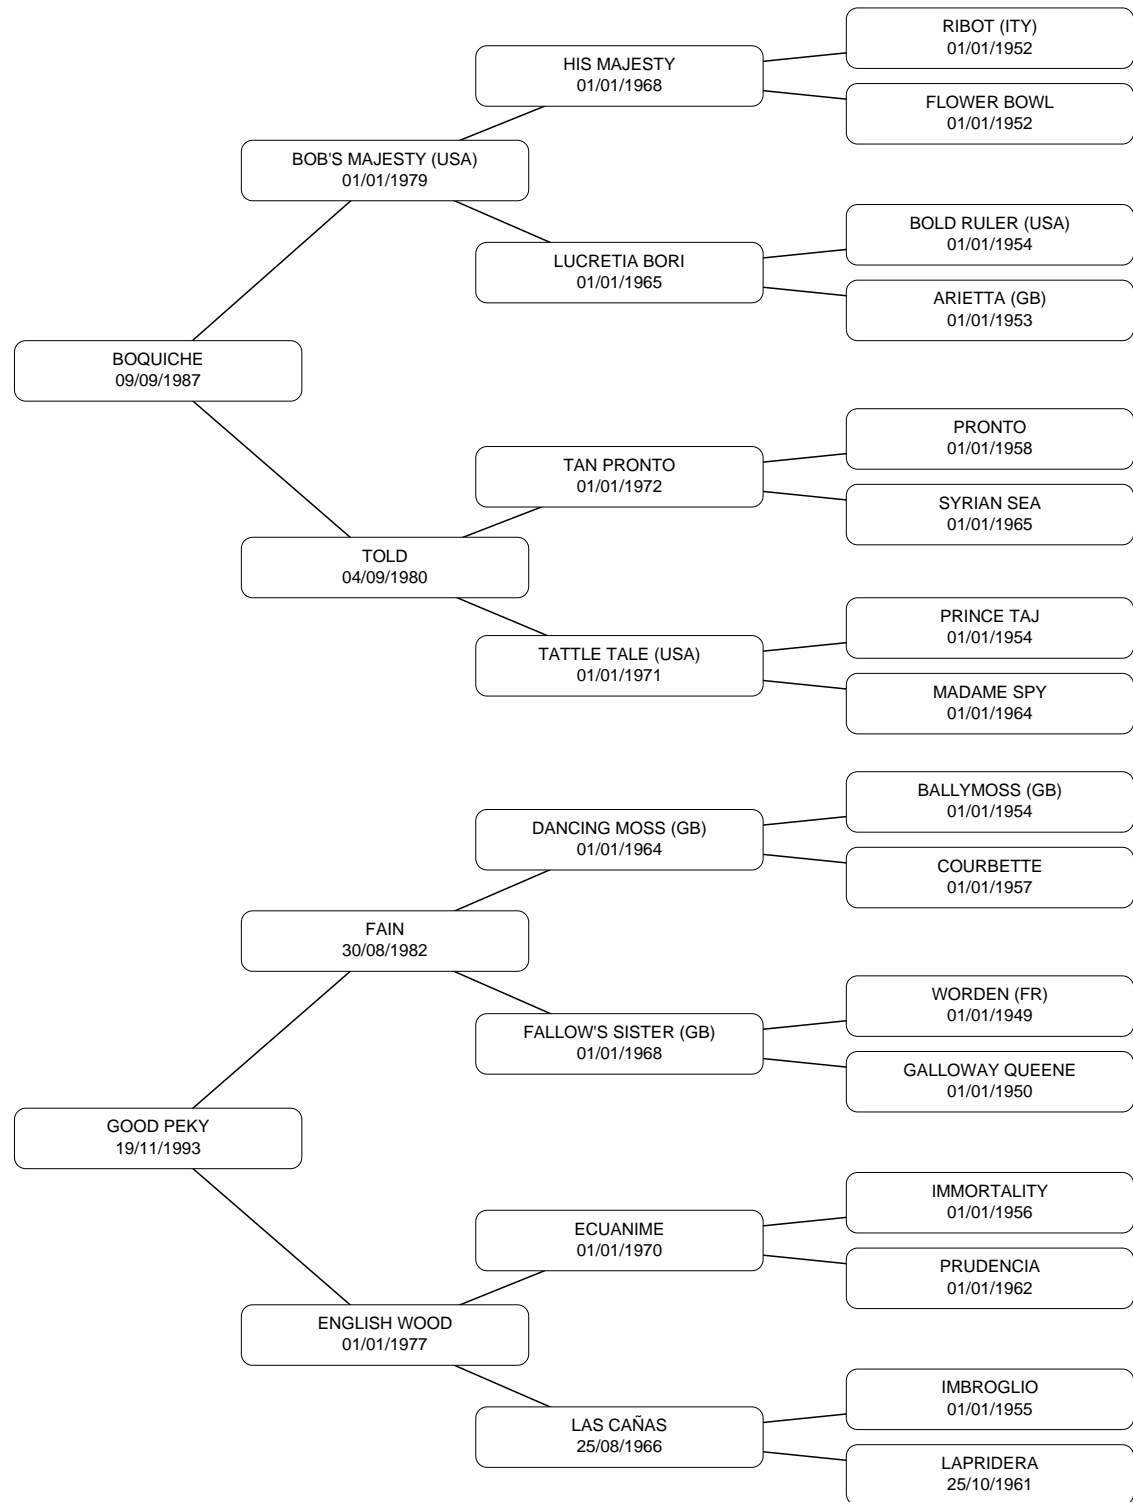 RIBOT (ITY)
01/01/1952
HIS MAJESTY
01/01/1968
FLOWER BOWL
01/01/1952
BOB'S MAJESTY (USA)
01/01/1979
BOLD RULER (USA)
01/01/1954
LUCRETIA BORI
01/01/1965
ARIETTA (GB)
01/01/1953
BOQUICHE
09/09/1987
PRONTO
01/01/1958
TAN PRONTO
01/01/1972
SYRIAN SEA
01/01/1965
TOLD
04/09/1980
PRINCE TAJ
01/01/1954
TATTLE TALE (USA)
01/01/1971
MADAME SPY
01/01/1964
BALLYMOSS (GB)
01/01/1954
DANCING MOSS (GB)
01/01/1964
COURBETTE
01/01/1957
FAIN
30/08/1982
WORDEN (FR)
01/01/1949
FALLOW'S SISTER (GB)
01/01/1968
GALLOWAY QUEENE
01/01/1950
GOOD PEKY
19/11/1993
IMMORTALITY
01/01/1956
ECUANIME
01/01/1970
PRUDENCIA
01/01/1962
ENGLISH WOOD
01/01/1977
IMBROGLIO
01/01/1955
LAS CAÑAS
25/08/1966
LAPRIDERA
25/10/1961